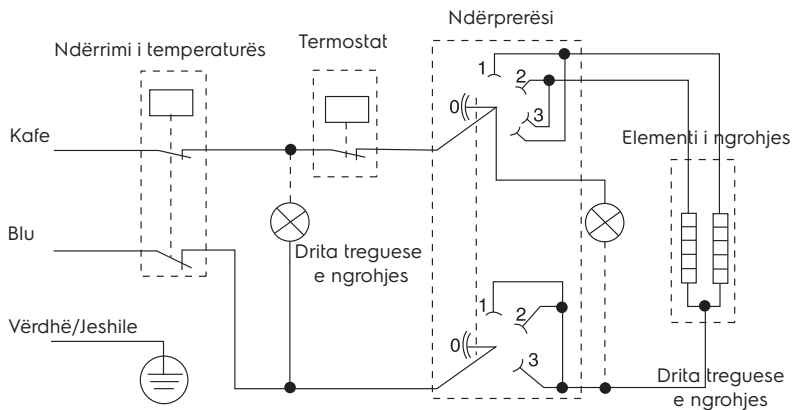 Ndërprerësi
Ndërrimi i temperaturës
Termostat
1
2
0
3
Kafe
Elementi i ngrohjes
Blu
Drita treguese
e ngrohjes
1
2
0
3
Vërdhë/Jeshile
Drita treguese
e ngrohjes